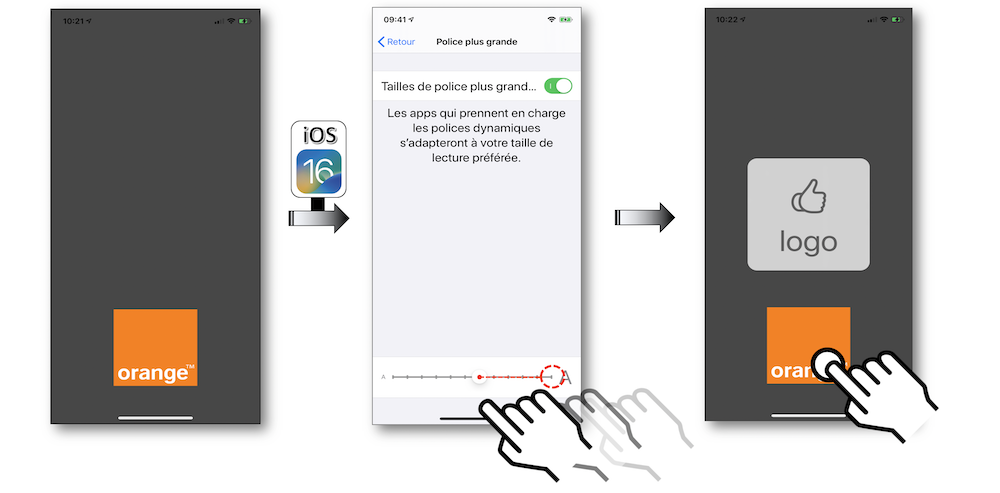 10:21
orange™
iOS
16
09:41
Retour
Police plus grande
Tailles de police plus grand...
Les apps qui prennent en charge
les polices dynamiques
s'adapteront à votre taille de
lecture préférée.
A
A
10:22
logo
oran